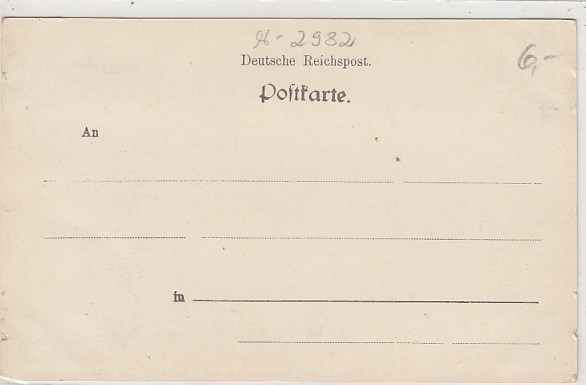 2982
6,-
Deutsche Reichspost.
Postkarte.
An
in